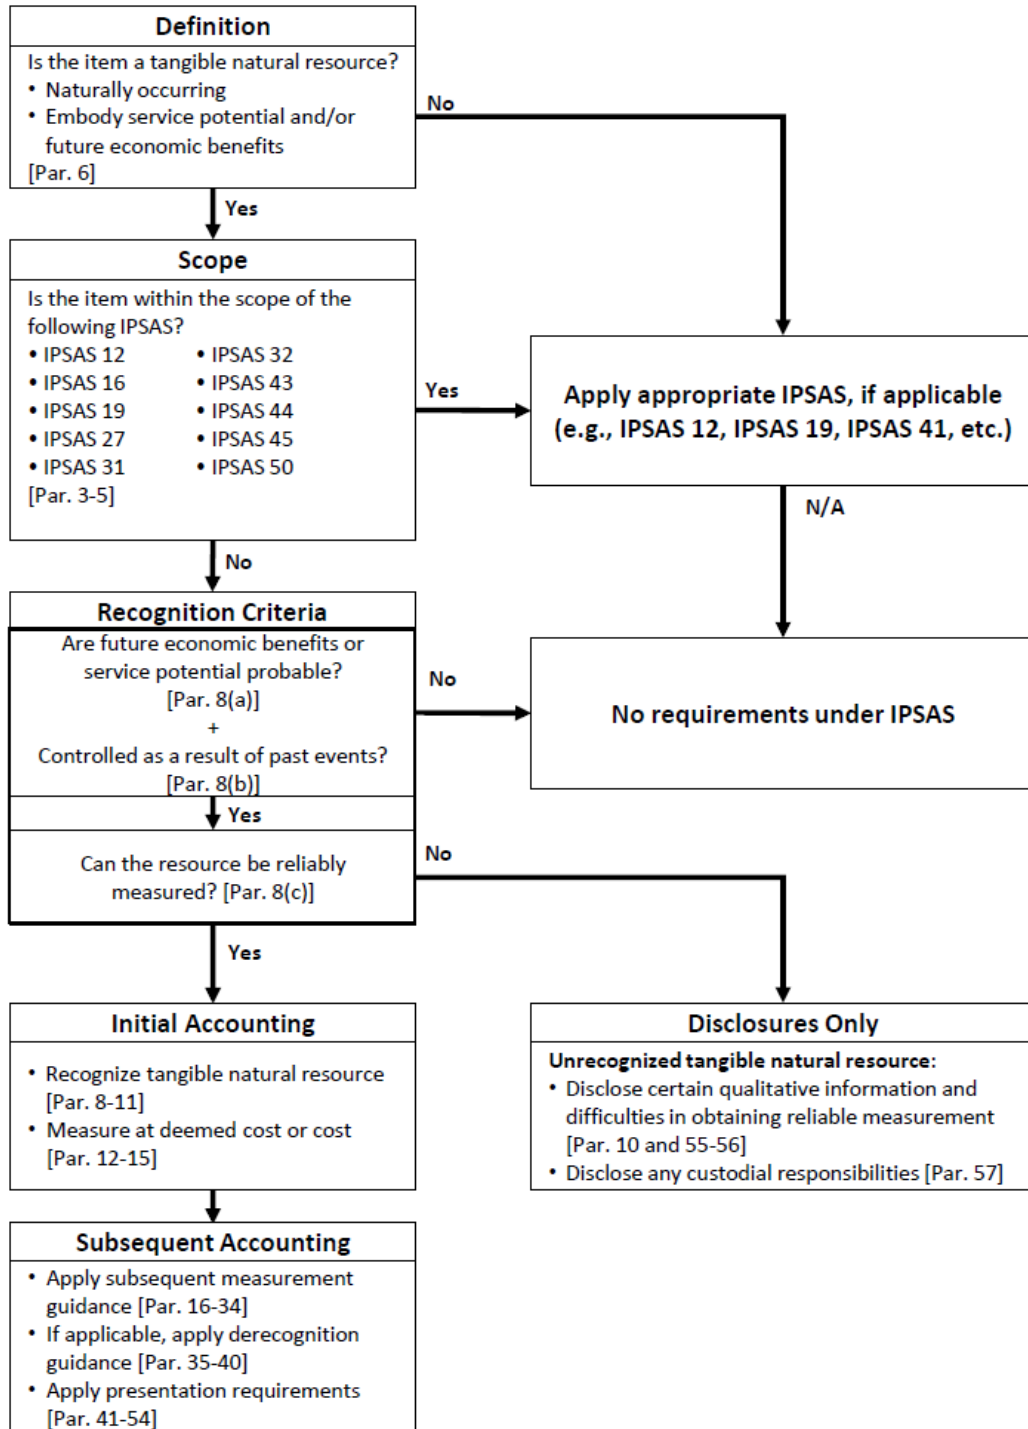 Definition
Is the item a tangible natural resource?
• Naturally occurring
• Embody service potential and/or
future economic benefits
[Par. 6]
No
Yes
Scope
Is the item within the scope of the
following IPSAS?
• IPSAS 12 • IPSAS 32
• IPSAS 16 • IPSAS 43
• IPSAS 19 • IPSAS 44
• IPSAS 27 • IPSAS 45
• IPSAS 31 • IPSAS 50
[Par. 3-5]
Yes
Apply appropriate IPSAS, if applicable
(e.g., IPSAS 12, IPSAS 19, IPSAS 41, etc.)
N/A
No
Recognition Criteria
Are future economic benefits or
service potential probable?
[Par. 8(a)]
+
Controlled as a result of past events?
[Par. 8(b)]
No
No requirements under IPSAS
Yes
Can the resource be reliably
measured? [Par. 8(c)]
No
Yes
Initial Accounting
• Recognize tangible natural resource
[Par. 8-11]
• Measure at deemed cost or cost
[Par. 12-15]
Disclosures Only
Unrecognized tangible natural resource:
• Disclose certain qualitative information and
difficulties in obtaining reliable measurement
[Par. 10 and 55-56]
• Disclose any custodial responsibilities [Par. 57]
Subsequent Accounting
• Apply subsequent measurement
guidance [Par. 16-34]
• If applicable, apply derecognition
guidance [Par. 35-40]
• Apply presentation requirements
[Par. 41-54]